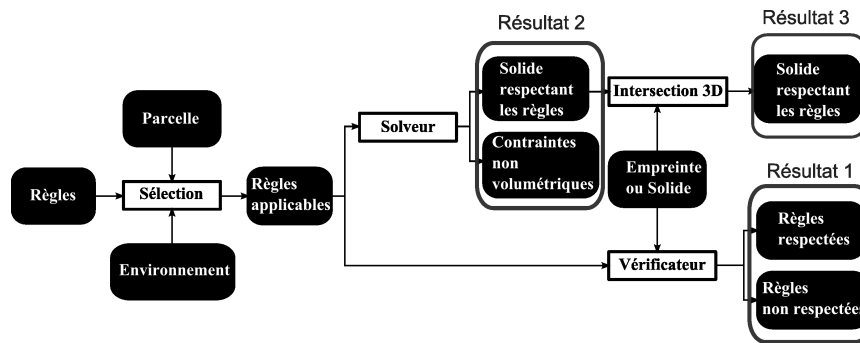 Résultat 2
Résultat 3
Solide
respectant
les règles
Intersection 3D
Solide
respectant
les règles
Parcelle
Solveur
Contraintes
non
volumétriques
Empreinte
ou Solide
Résultat 1
Règles
Sélection
Règles
applicables
Règles
respectées
Environnement
Vérificateur
Règles
non respectées